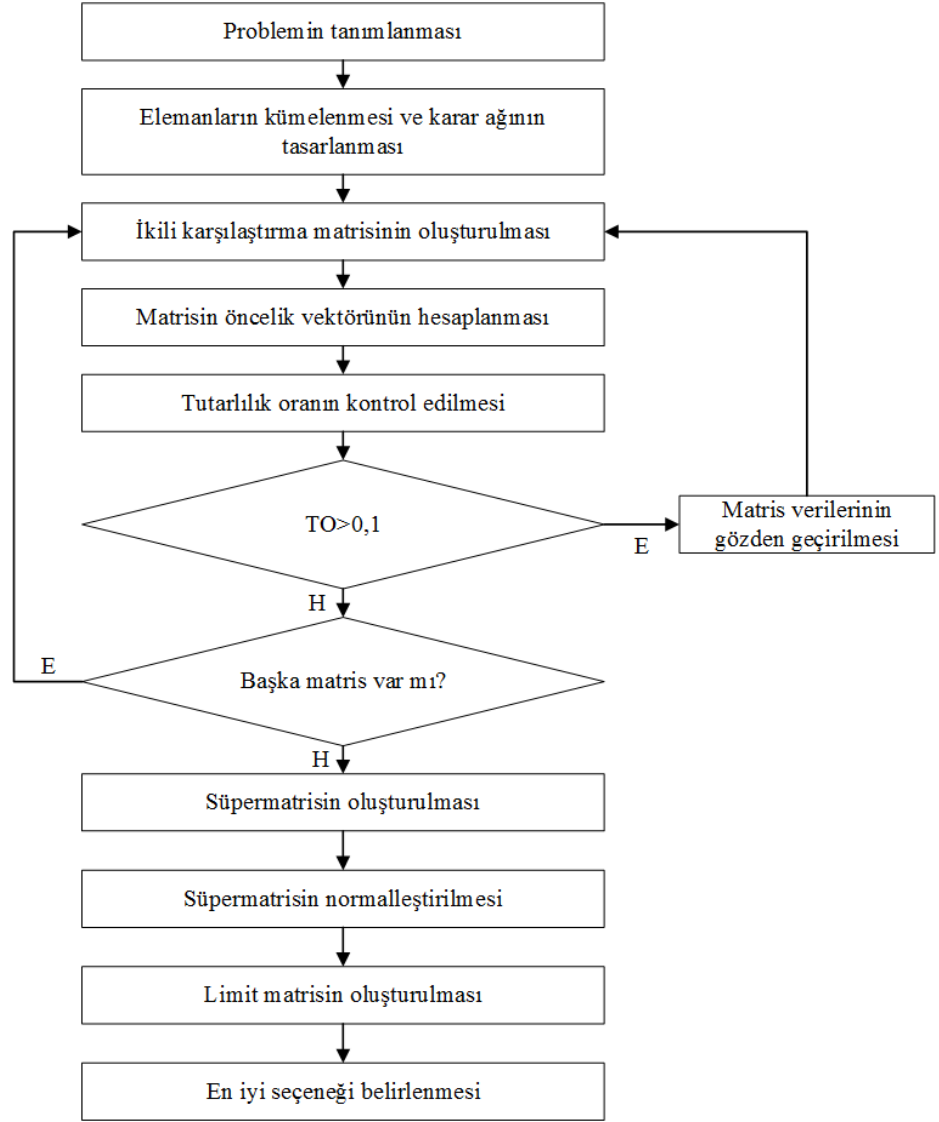 Problemin tanımlanması
Elemanların kümelenmesi ve karar ağının
tasarlanması
İkili karşılaştırma matrisinin oluşturulması
Matrisin öncelik vektörünün hesaplanması
Tutarlılık oranın kontrol edilmesi
TO>0,1
E
Matris verilerinin
gözden geçirilmesi
H
Başka matris var mı?
E
H
Süpermatrisin oluşturulması
Süpermatrisin normalleştirilmesi
Limit matrisin oluşturulması
En iyi seçeneği belirlenmesi